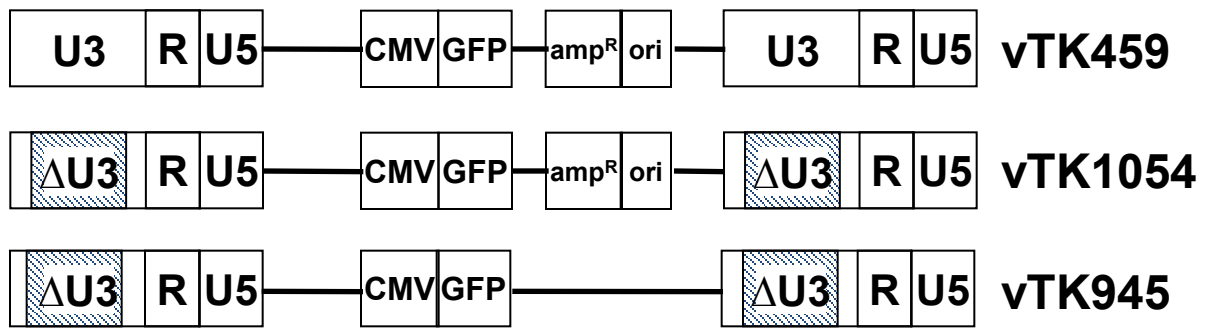 U3 R U5 CMV GFP ampᴿ ori U3 R U5 vTK459
ΔU3 R U5 CMV GFP ampᴿ ori ΔU3 R U5 vTK1054
ΔU3 R U5 CMV GFP ΔU3 R U5 vTK945